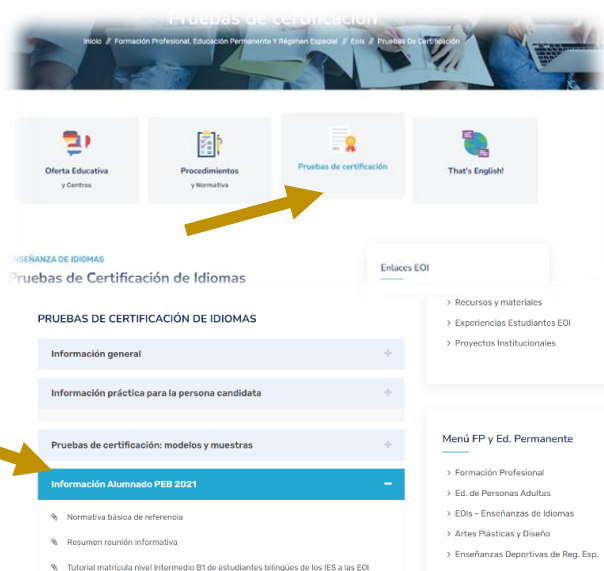 Pruebas de certificación
Inicio // Formación Profesional, Educación Permanente Y Régimen Especial // Eois // Pruebas De Certificación
Oferta Educativa
y Centros
Procedimientos
y Normativa
Pruebas de certificación
That's English!
ENSEÑANZA DE IDIOMAS
Pruebas de Certificación de Idiomas
Enlaces EOI
> Recursos y materiales
> Experiencias Estudiantes EOI
> Proyectos Institucionales
PRUEBAS DE CERTIFICACIÓN DE IDIOMAS
Información general +
Información práctica para la persona candidata +
Pruebas de certificación: modelos y muestras +
Información Alumnado PEB 2021 −
Normativa básica de referencia
Resumen reunión informativa
Tutorial matrícula nivel Intermedio B1 de estudiantes bilingües de los IES a las EOI
Menú FP y Ed. Permanente
> Formación Profesional
> Ed. de Personas Adultas
> EOIs - Enseñanzas de Idiomas
> Artes Plásticas y Diseño
> Enseñanzas Deportivas de Reg. Esp.